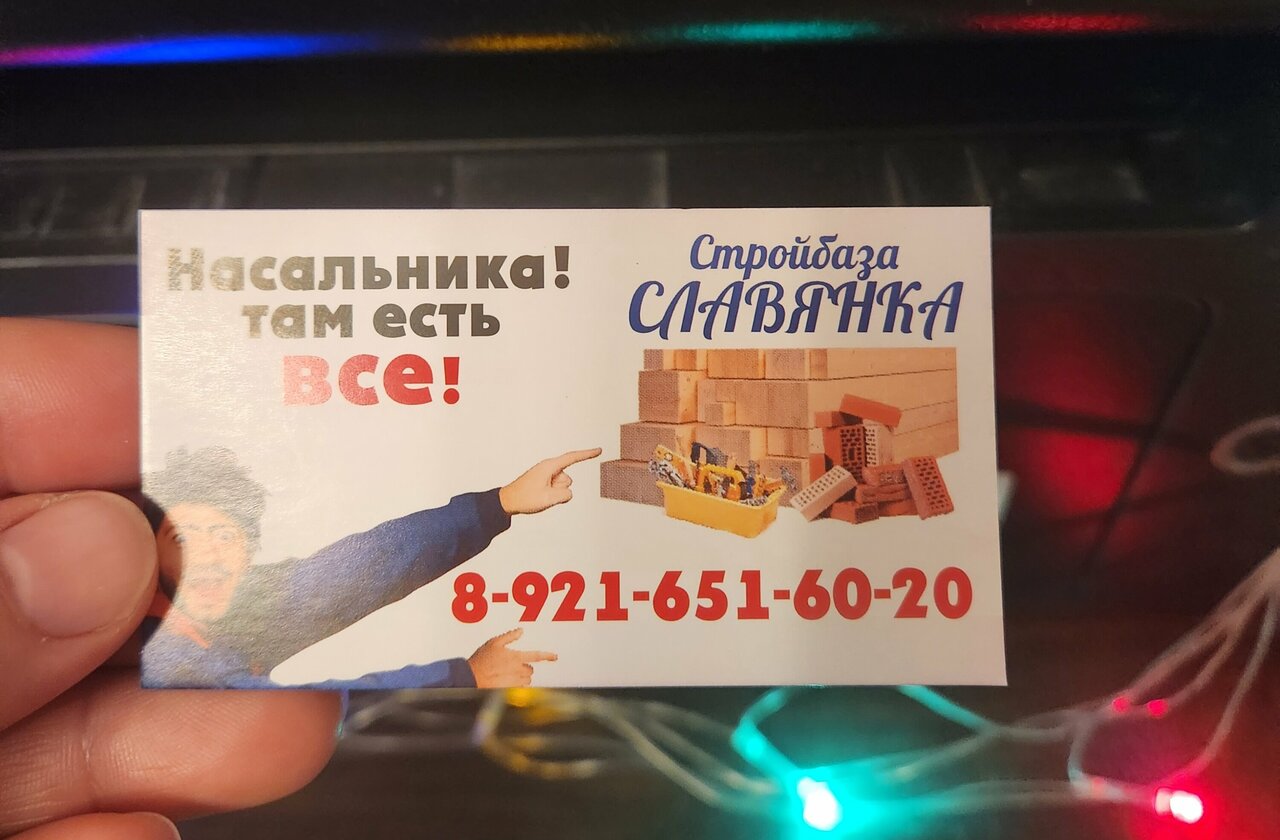 Насальника!
там есть
все!
Стройбаза
СЛАВЯНКА
8-921-651-60-20